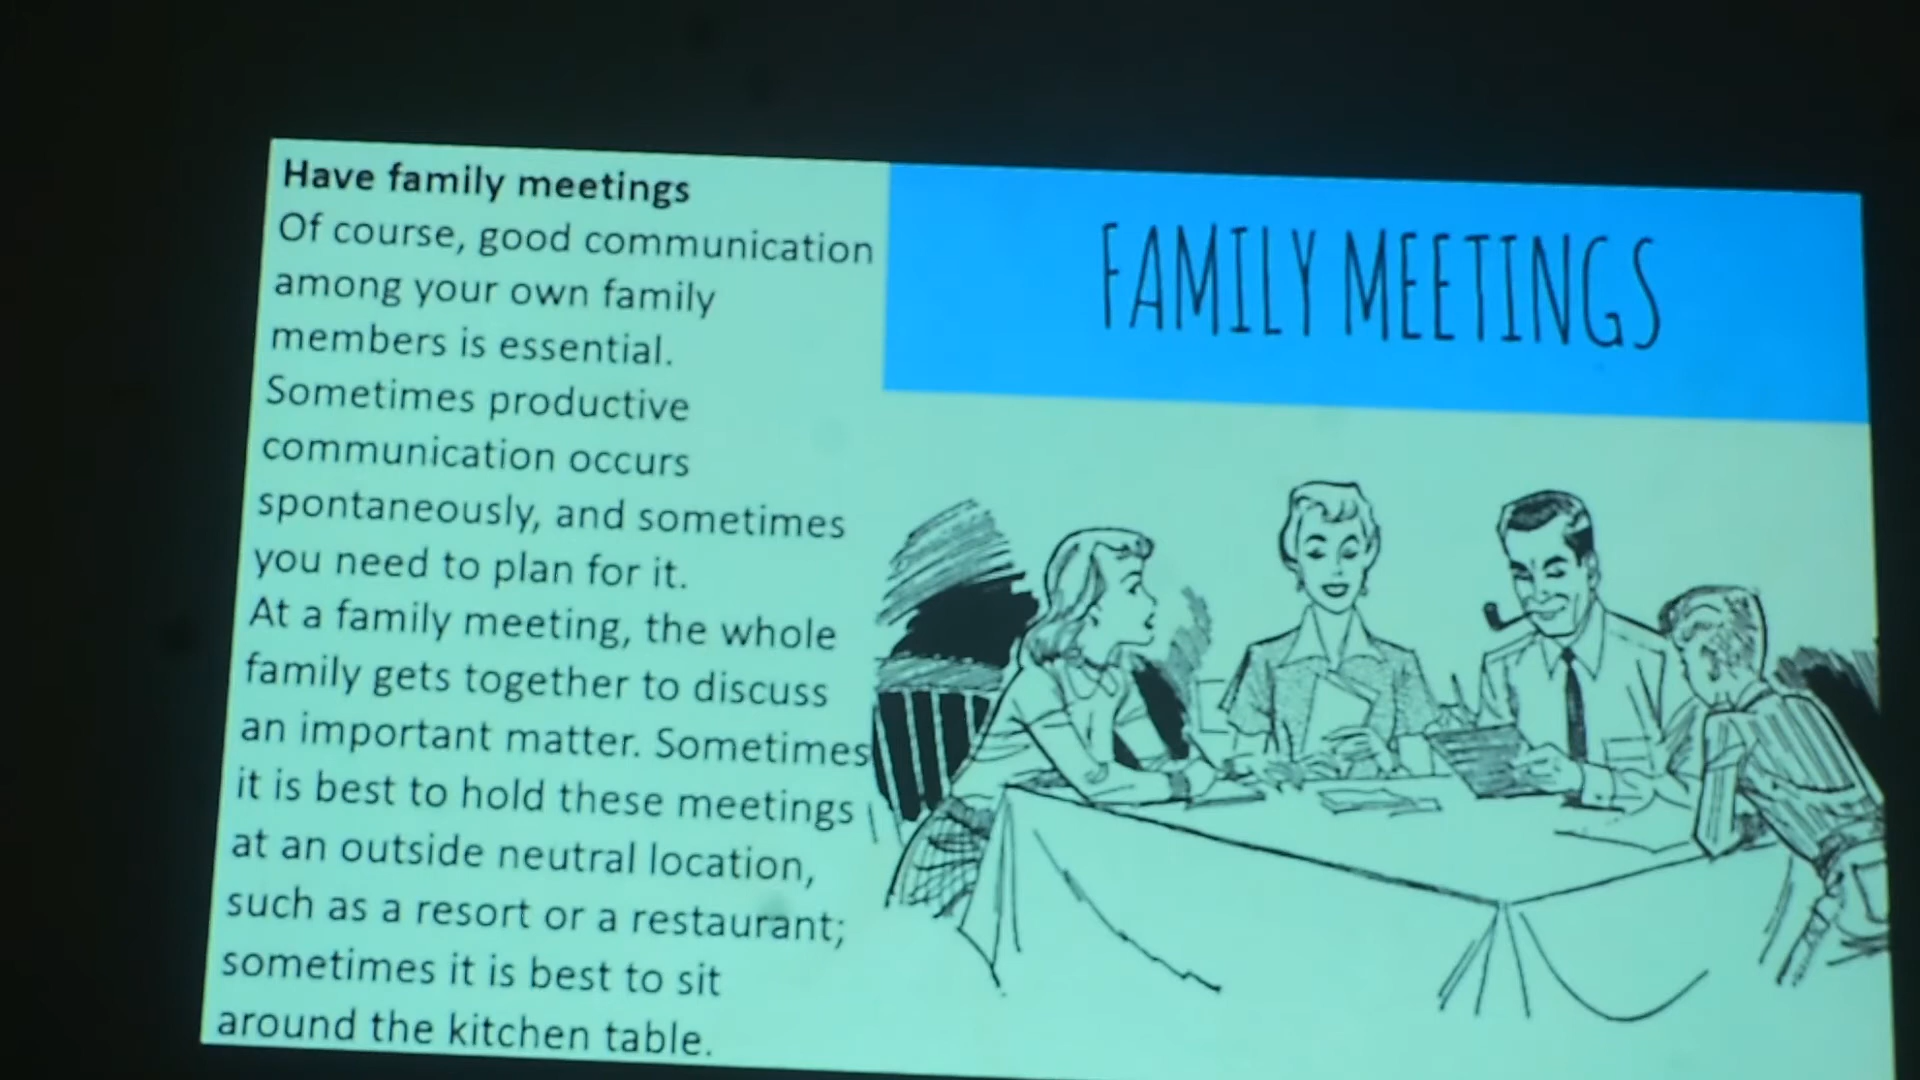 Have family meetings
Of course, good communication
among your own family
members is essential.
Sometimes productive
communication occurs
spontaneously, and sometimes
you need to plan for it.
At a family meeting, the whole
family gets together to discuss
an important matter. Sometimes
it is best to hold these meetings
at an outside neutral location,
such as a resort or a restaurant;
sometimes it is best to sit
around the kitchen table.
FAMILY MEETINGS